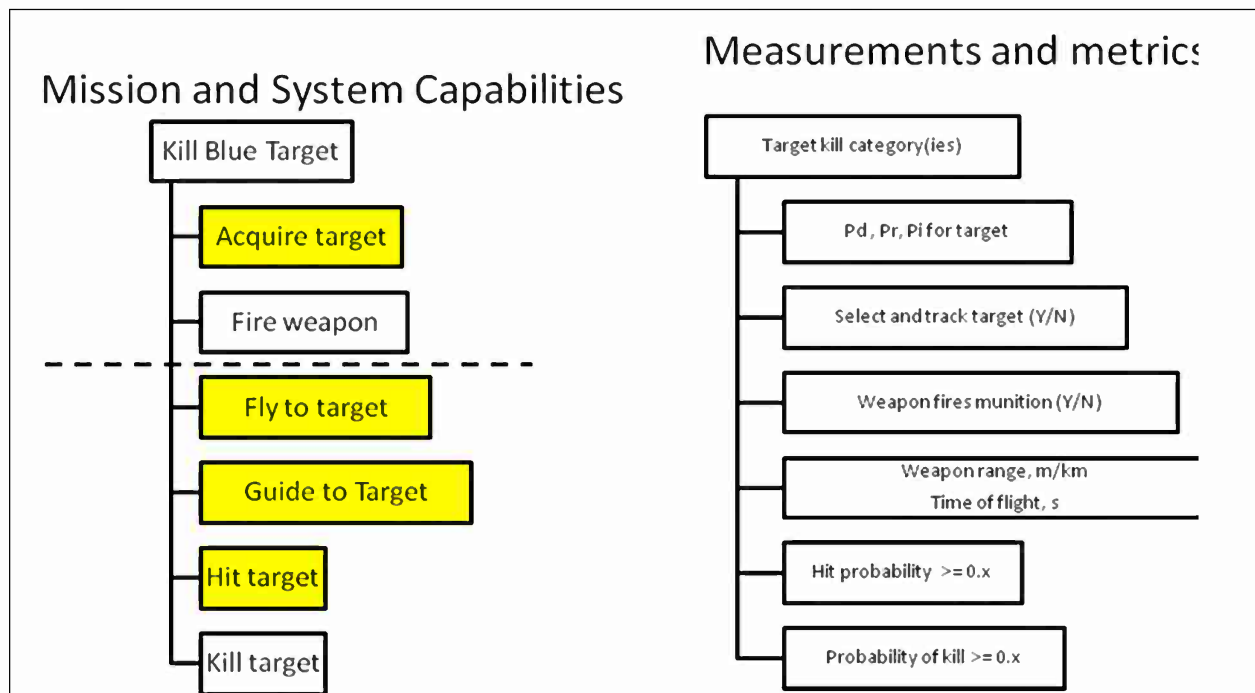 Mission and System Capabilities
Kill Blue Target
Acquire target
Fire weapon
Fly to target
Guide to Target
Hit target
Kill target
Measurements and metrics
Target kill category(ies)
Pd, Pr, Pi for target
Select and track target (Y/N)
Weapon fires munition (Y/N)
Weapon range, m/km
Time of flight, s
Hit probability >= 0.x
Probability of kill >= 0.x